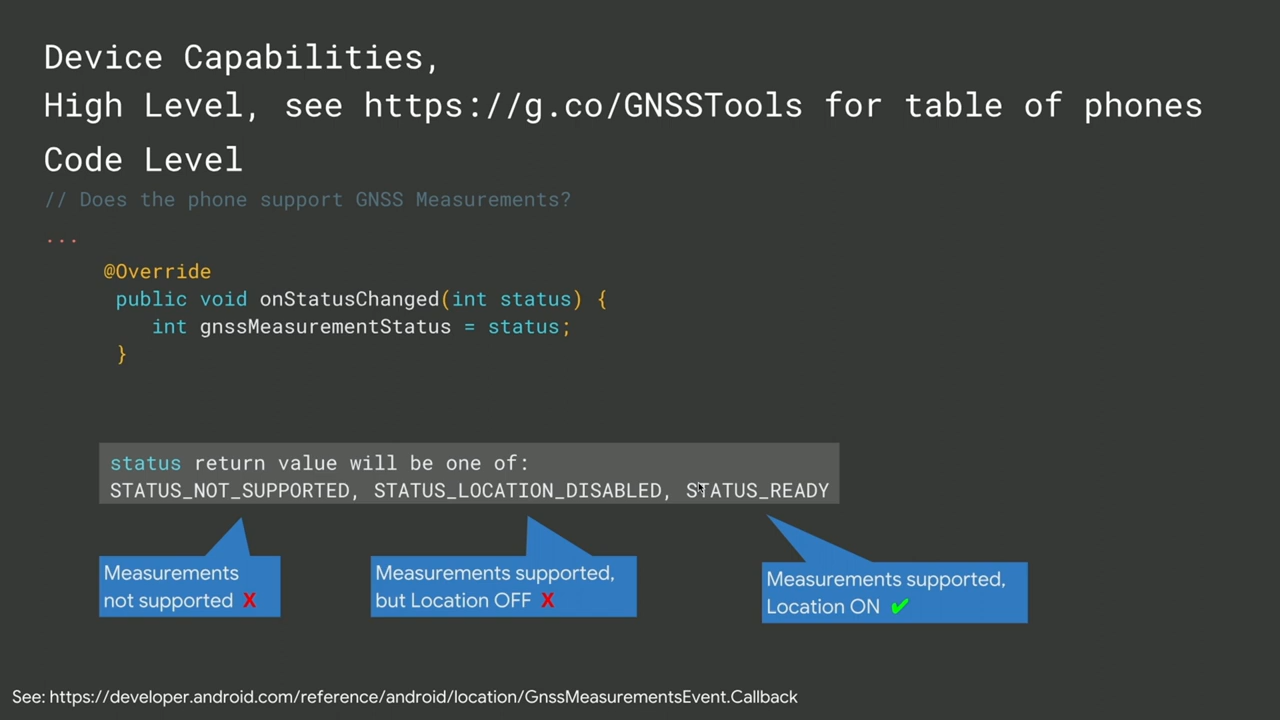 Device Capabilities,
High Level, see https://g.co/GNSSTools for table of phones
Code Level
// Does the phone support GNSS Measurements?
...
@Override
public void onStatusChanged(int status) {
int gnssMeasurementStatus = status;
}
status return value will be one of:
STATUS_NOT_SUPPORTED, STATUS_LOCATION_DISABLED, STATUS_READY
Measurements
not supported X
Measurements supported,
but Location OFF X
Measurements supported,
Location ON ✔
See: https://developer.android.com/reference/android/location/GnssMeasurementsEvent.Callback